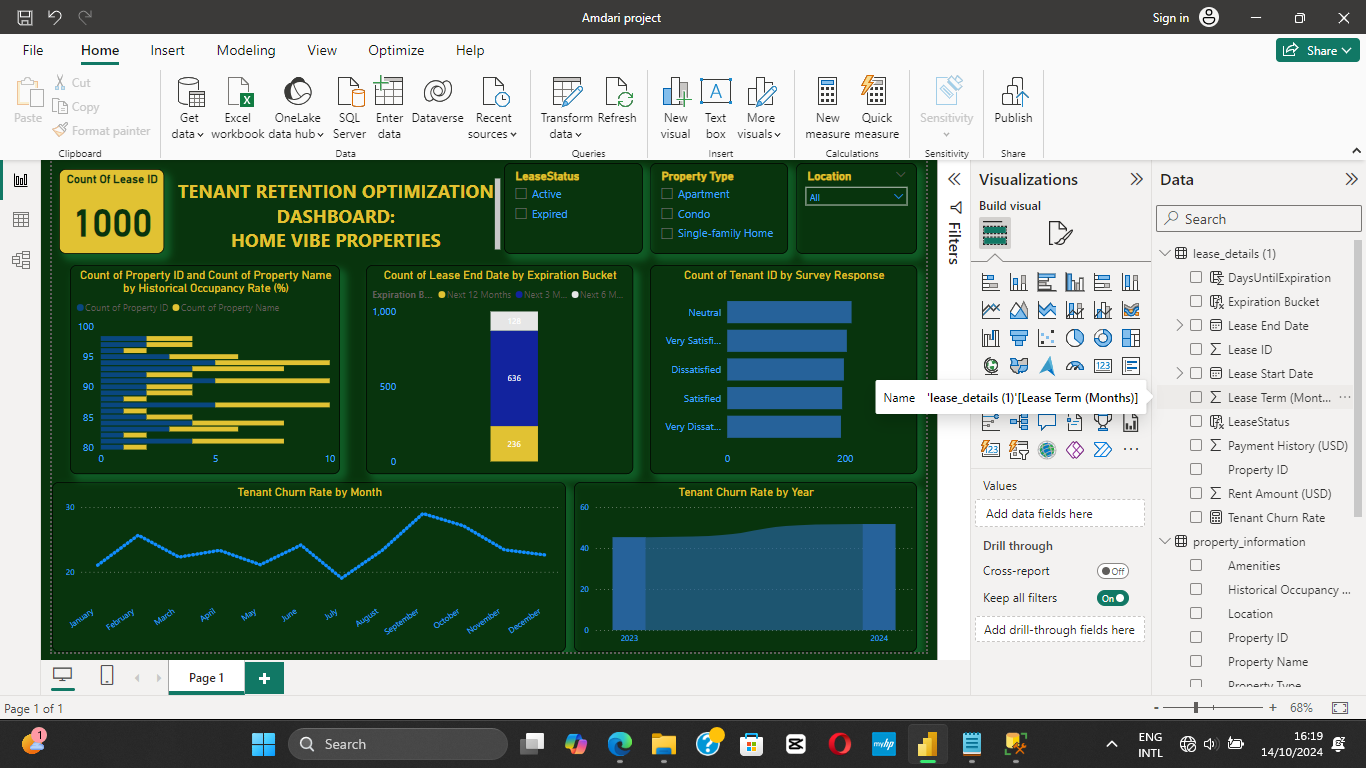 Amdari project
Sign in
File Home Insert Modeling View Optimize Help
Share
Paste
Cut
Copy
Format painter
Clipboard
Get data
Excel workbook
OneLake data hub
SQL Server
Enter data
Dataverse
Recent sources
Data
Transform data
Refresh
Queries
New visual
Text box
More visuals
Insert
New measure
Quick measure
Calculations
Sensitivity
Sensitivity
Publish
Share
Count Of Lease ID
1000
TENANT RETENTION OPTIMIZATION
DASHBOARD:
HOME VIBE PROPERTIES
LeaseStatus
Active
Expired
Property Type
Apartment
Condo
Single-family Home
Location
All
Count of Property ID and Count of Property Name
by Historical Occupancy Rate (%)
Count of Property ID Count of Property Name
100
95
90
85
80
0 5 10
Count of Lease End Date by Expiration Bucket
Expiration B... Next 12 Months Next 3 M... Next 6 M...
1,000
500
0
128
636
236
Count of Tenant ID by Survey Response
Neutral
Very Satisfi...
Dissatisfied
Satisfied
Very Dissat...
0 200
Tenant Churn Rate by Month
30
20
January February March April May June July August September October November December
Tenant Churn Rate by Year
60
40
20
0
2023 2024
Filters
Visualizations
Build visual
123
Name 'lease_details (1)'[Lease Term (Months)]
123
Values
Add data fields here
Drill through
Cross-report Off
Keep all filters On
Add drill-through fields here
Data
Search
lease_details (1)
DaysUntilExpiration
Expiration Bucket
Lease End Date
Lease ID
Lease Start Date
Lease Term (Mont...
LeaseStatus
Payment History (USD)
Property ID
Rent Amount (USD)
Tenant Churn Rate
property_information
Amenities
Historical Occupancy ...
Location
Property ID
Property Name
Property Type
Page 1
Page 1 of 1
- + 68%
1
Search
myhp
ENG
INTL
16:19
14/10/2024